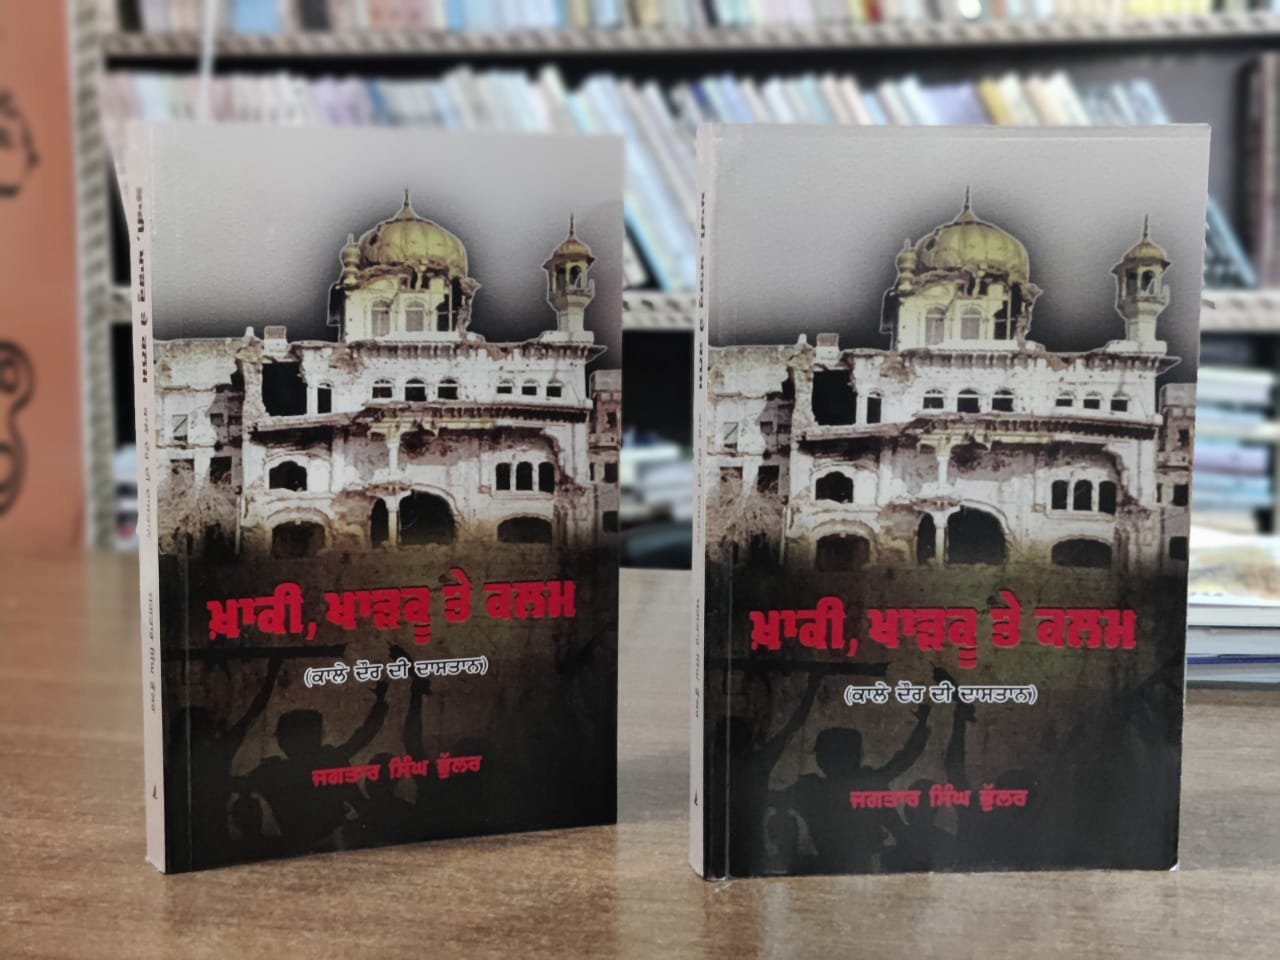 ਖ਼ਾਕੀ, ਖਾੜਕੂ ਤੇ ਕਲਮ
(ਕਾਲੇ ਦੌਰ ਦੀ ਦਾਸਤਾਨ)
ਜਗਤਾਰ ਸਿੰਘ ਭੁੱਲਰ
ਖ਼ਾਕੀ, ਖਾੜਕੂ ਤੇ ਕਲਮ
(ਕਾਲੇ ਦੌਰ ਦੀ ਦਾਸਤਾਨ)
ਜਗਤਾਰ ਸਿੰਘ ਭੁੱਲਰ